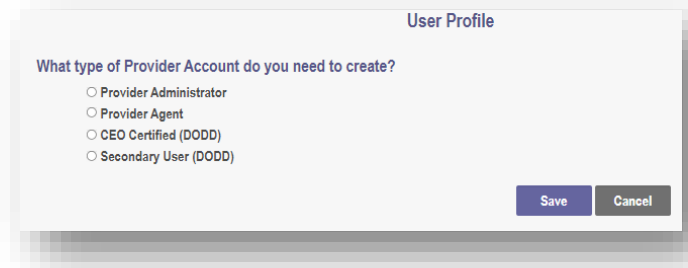 User Profile
What type of Provider Account do you need to create?
Provider Administrator
Provider Agent
CEO Certified (DODD)
Secondary User (DODD)
Save Cancel